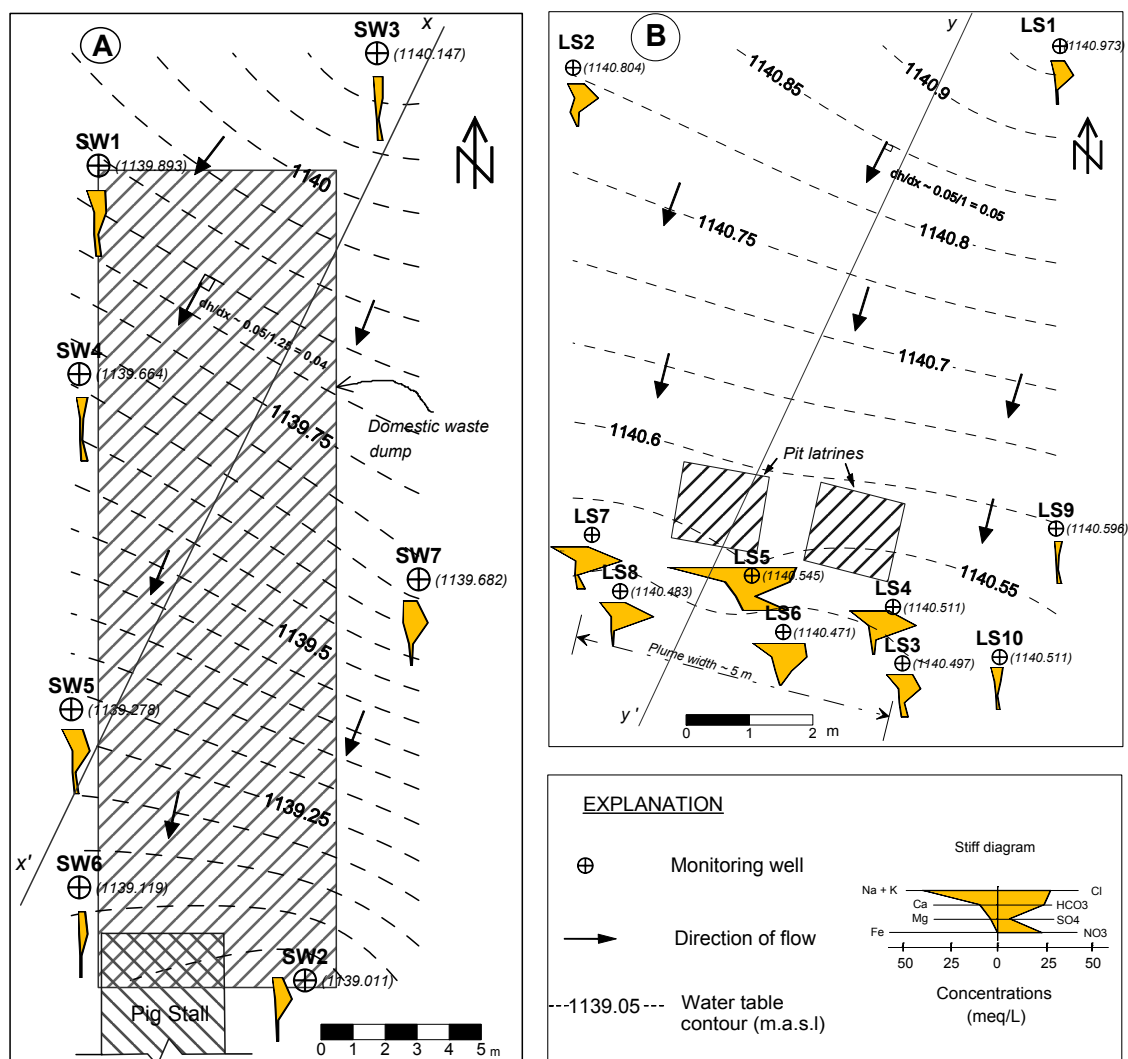 A
x
SW3
(1140.147)
SW1
(1139.893)
N
1140
dh/dx ~ 0.05/1.25 = 0.04
SW4
(1139.664)
1139.75
Domestic waste
dump
SW7
(1139.682)
1139.5
SW5
(1139.278)
1139.25
x'
SW6
(1139.119)
SW2
(1139.011)
Pig Stall
0 1 2 3 4 5
m
B
y
LS1
(1140.973)
LS2
(1140.804)
1140.85
1140.9
N
dh/dx ~ 0.05/1 = 0.05
1140.75
1140.8
1140.7
1140.6
Pit latrines
LS7
LS9
(1140.596)
LS5
(1140.545)
LS8
(1140.483)
1140.55
LS4
(1140.511)
LS6
(1140.471)
LS3
(1140.497)
LS10
(1140.511)
Plume width ~ 5 m
y'
0 1 2 m
EXPLANATION
Monitoring well
Direction of flow
1139.05
Water table
contour (m.a.s.l)
Stiff diagram
Na + K Cl
Ca HCO3
Mg SO4
Fe NO3
50 25 0 25 50
Concentrations
(meq/L)